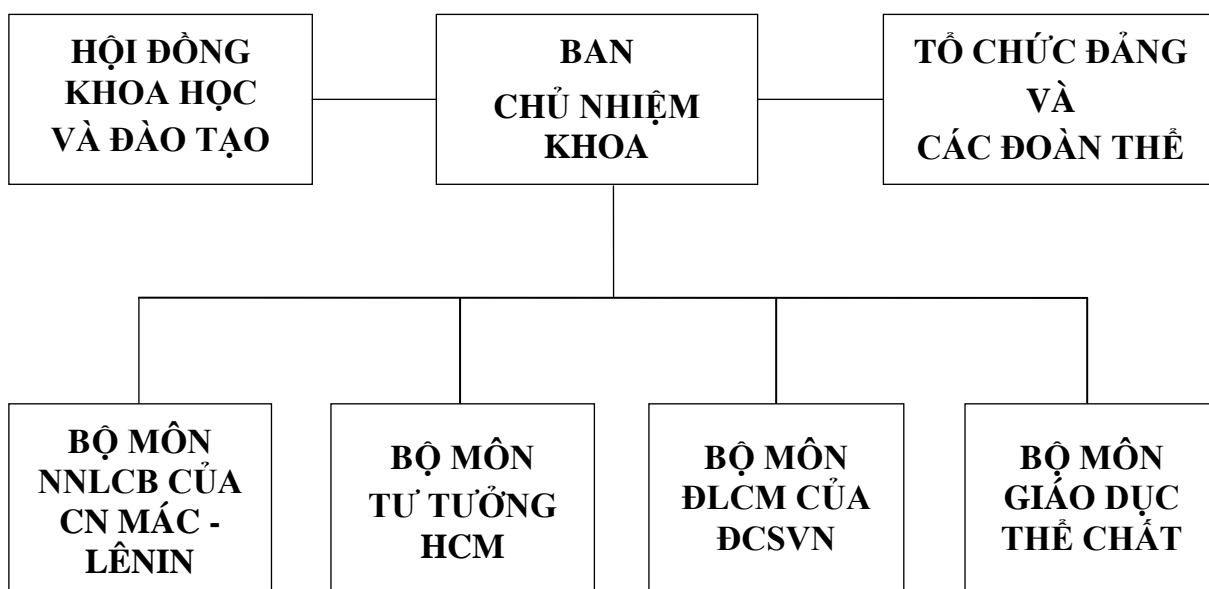 HỘI ĐỒNG
KHOA HỌC
VÀ ĐÀO TẠO
BAN
CHỦ NHIỆM
KHOA
TỔ CHỨC ĐẢNG
VÀ
CÁC ĐOÀN THỂ
BỘ MÔN
NNLCB CỦA
CN MÁC -
LÊNIN
BỘ MÔN
TƯ TƯỞNG
HCM
BỘ MÔN
ĐLCM CỦA
ĐCSVN
BỘ MÔN
GIÁO DỤC
THỂ CHẤT